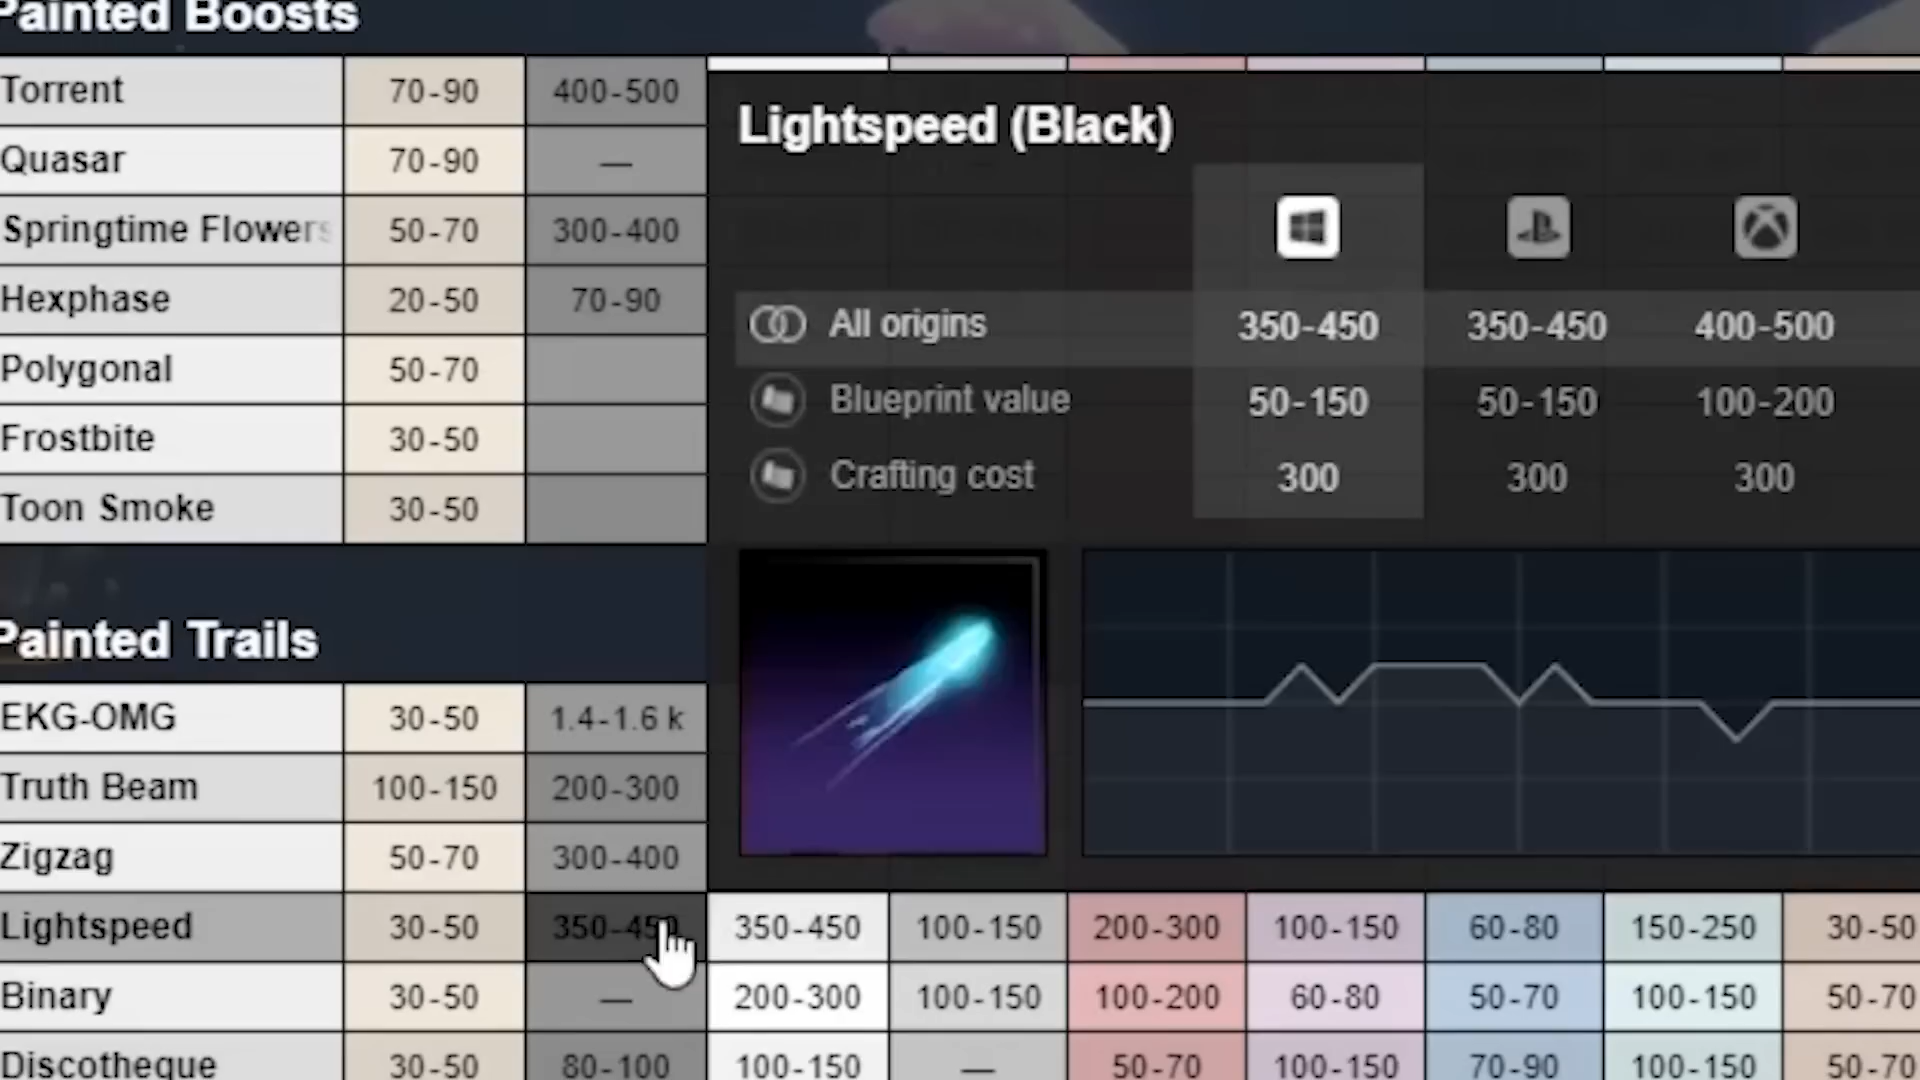 Painted Boosts
Torrent 70-90 400-500
Quasar 70-90 —
Springtime Flowers 50-70 300-400
Hexphase 20-50 70-90
Polygonal 50-70
Frostbite 30-50
Toon Smoke 30-50
Lightspeed (Black)
All origins 350-450 350-450 400-500
Blueprint value 50-150 50-150 100-200
Crafting cost 300 300 300
Painted Trails
EKG-OMG 30-50 1.4-1.6 k
Truth Beam 100-150 200-300
Zigzag 50-70 300-400
Lightspeed 30-50 350-450 350-450 100-150 200-300 100-150 60-80 150-250 30-50
Binary 30-50 — 200-300 100-150 100-200 60-80 50-70 100-150 50-70
Discotheque 30-50 80-100 100-150 — 50-70 100-150 70-90 100-150 50-70